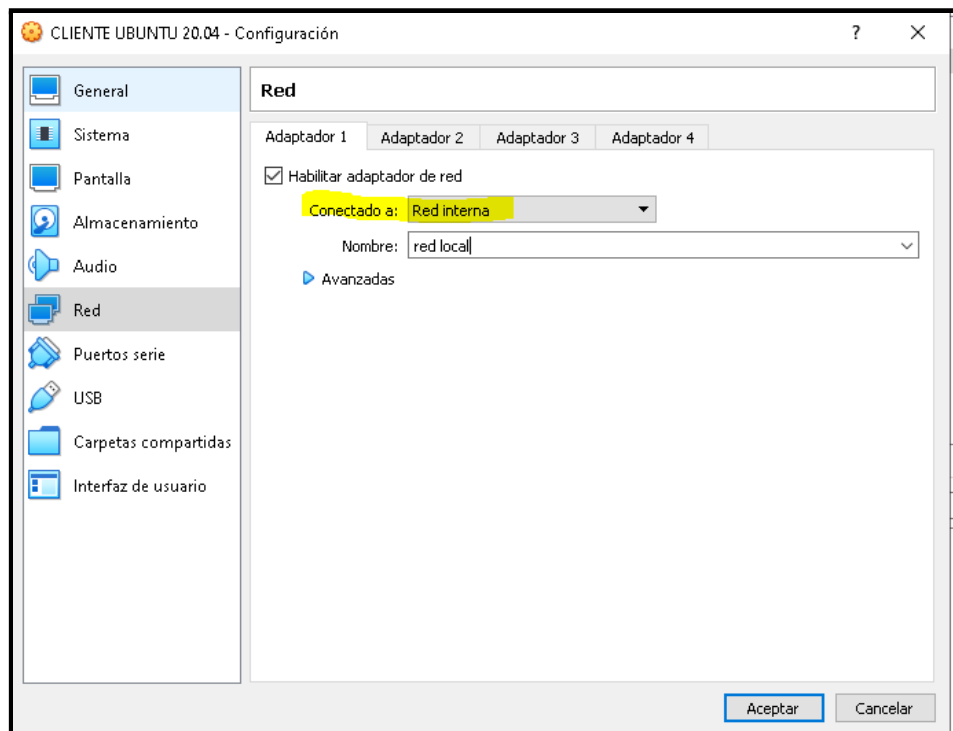 CLIENTE UBUNTU 20.04 - Configuración
?
General
Sistema
Pantalla
Almacenamiento
Audio
Red
Puertos serie
USB
Carpetas compartidas
Interfaz de usuario
Red
Adaptador 1 Adaptador 2 Adaptador 3 Adaptador 4
Habilitar adaptador de red
Conectado a: Red interna
Nombre: red local
Avanzadas
Aceptar Cancelar